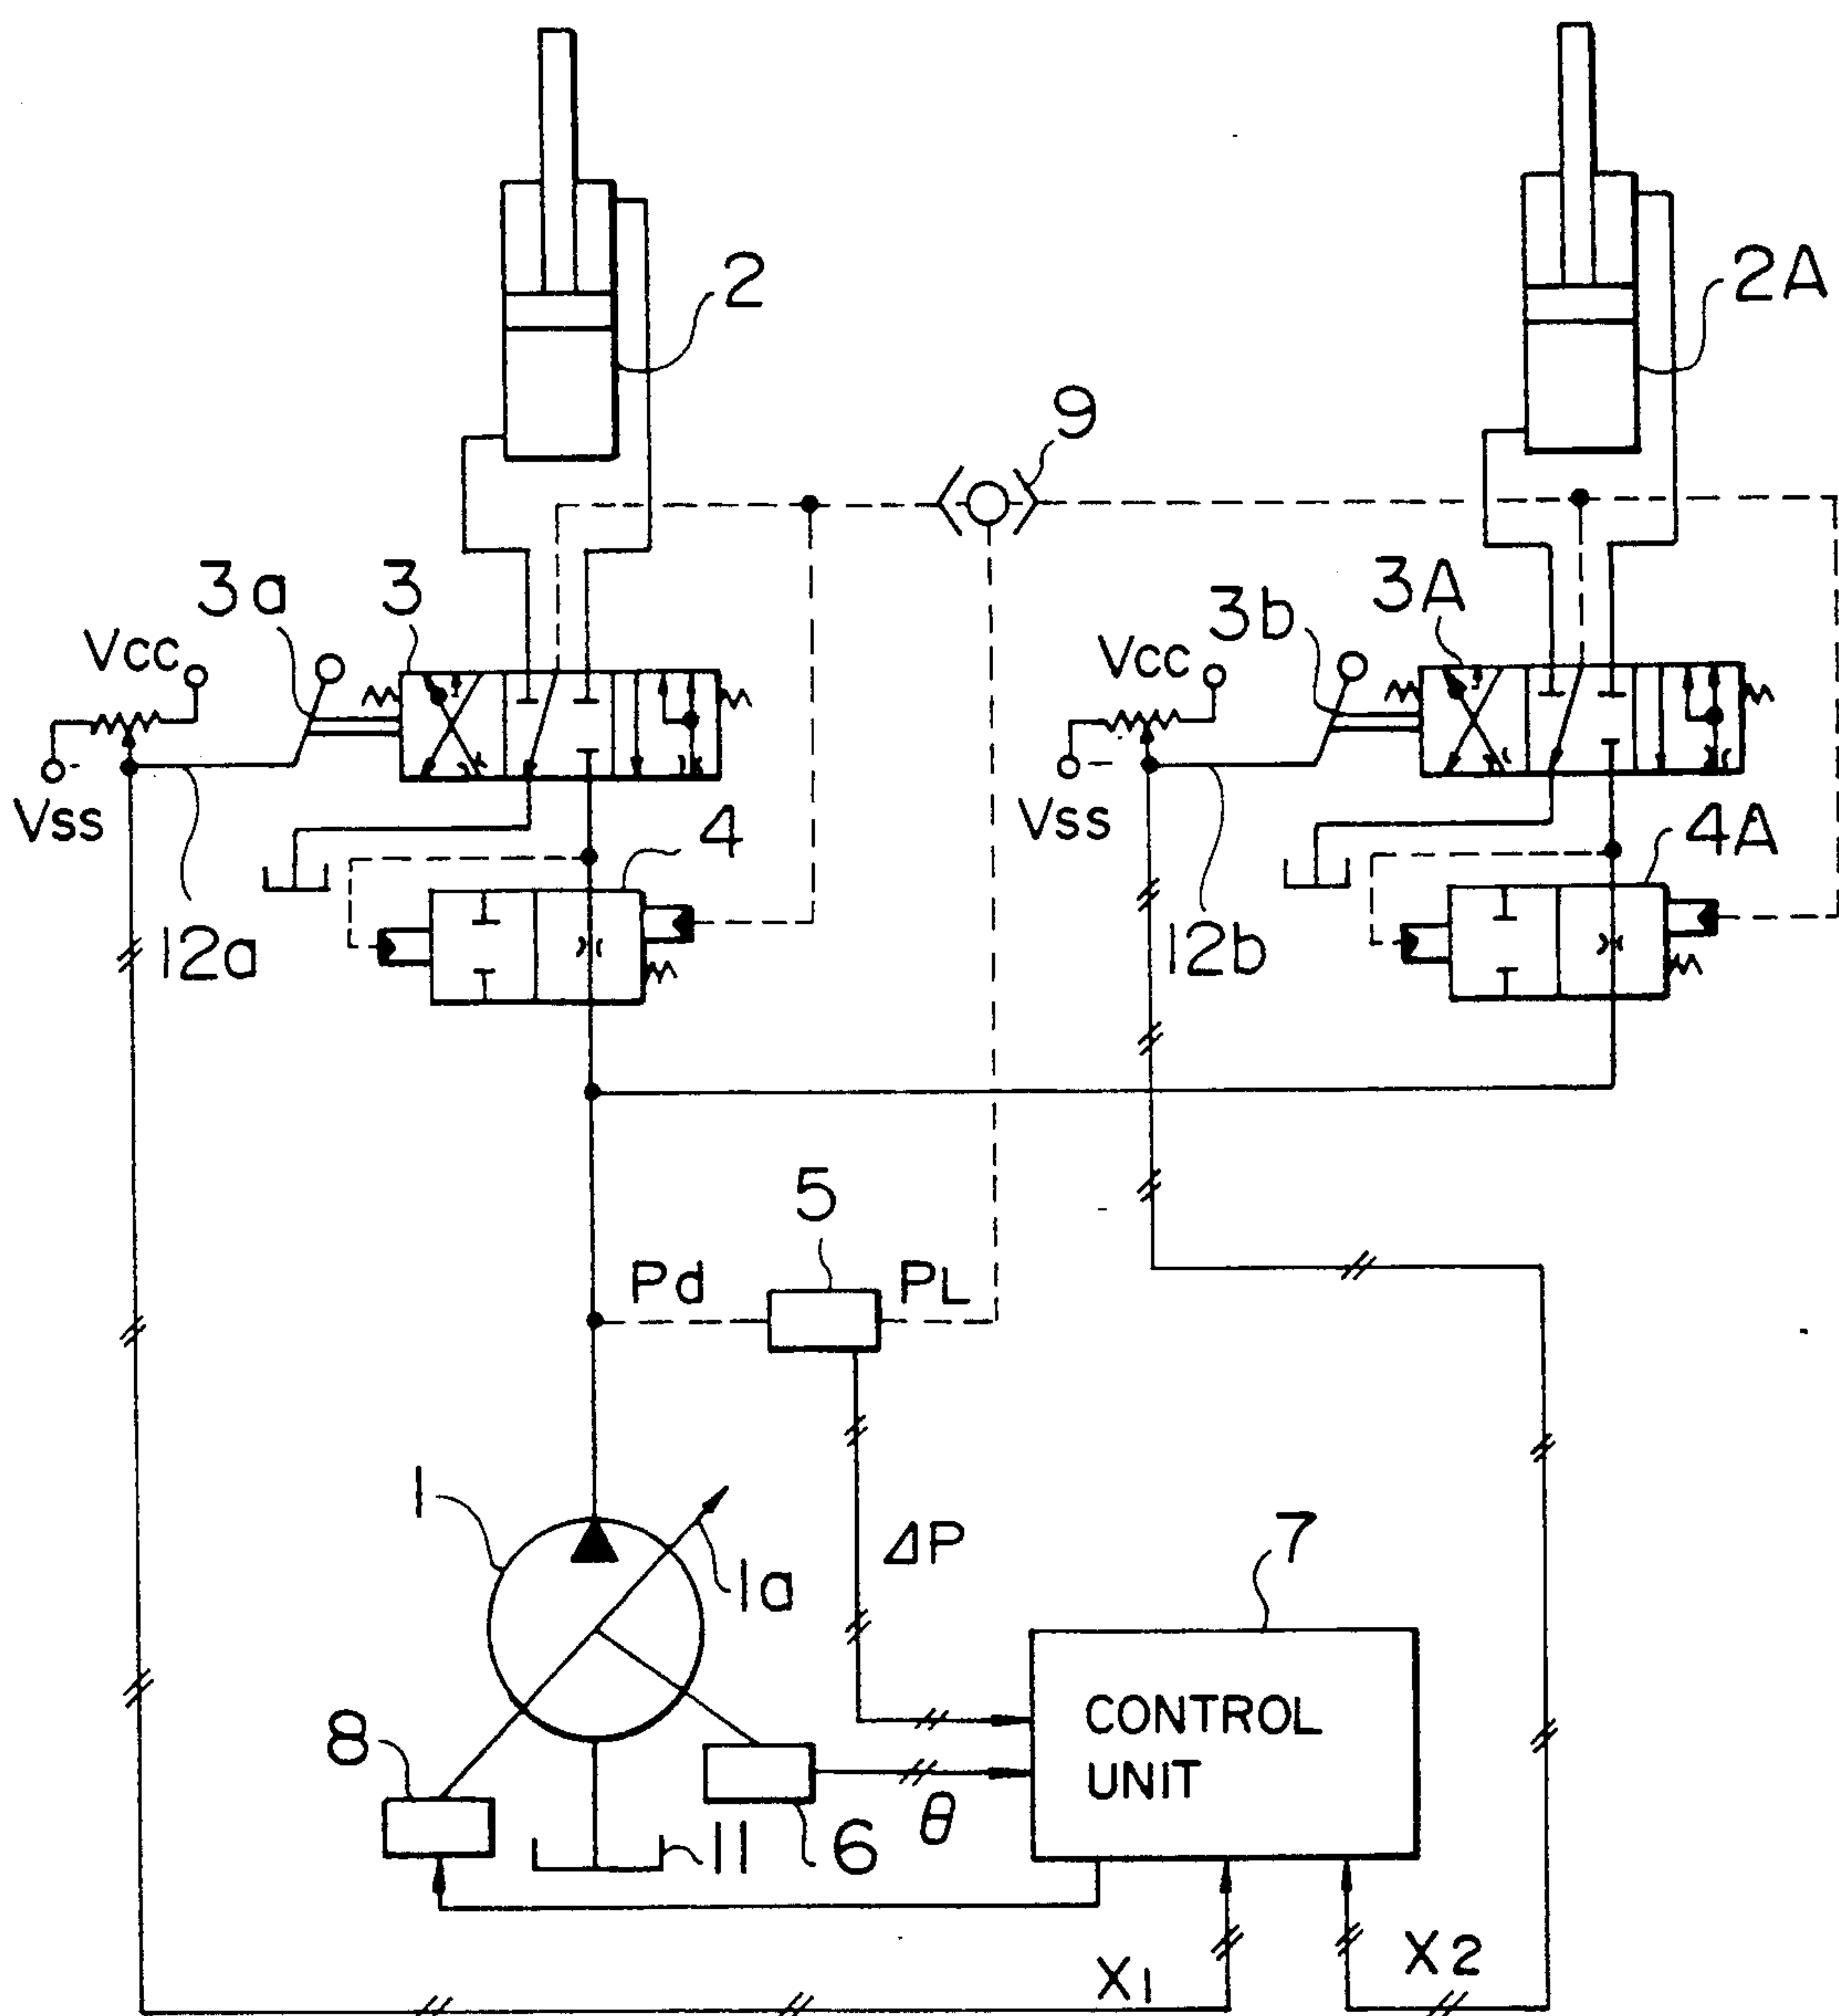 2
2A
9
3a
3
3b
3A
Vcc
Vcc
Vss
Vss
4
4A
12a
12b
5
Pd
PL
1
1a
ΔP
7
CONTROL
UNIT
8
11
6
θ
X1
X2